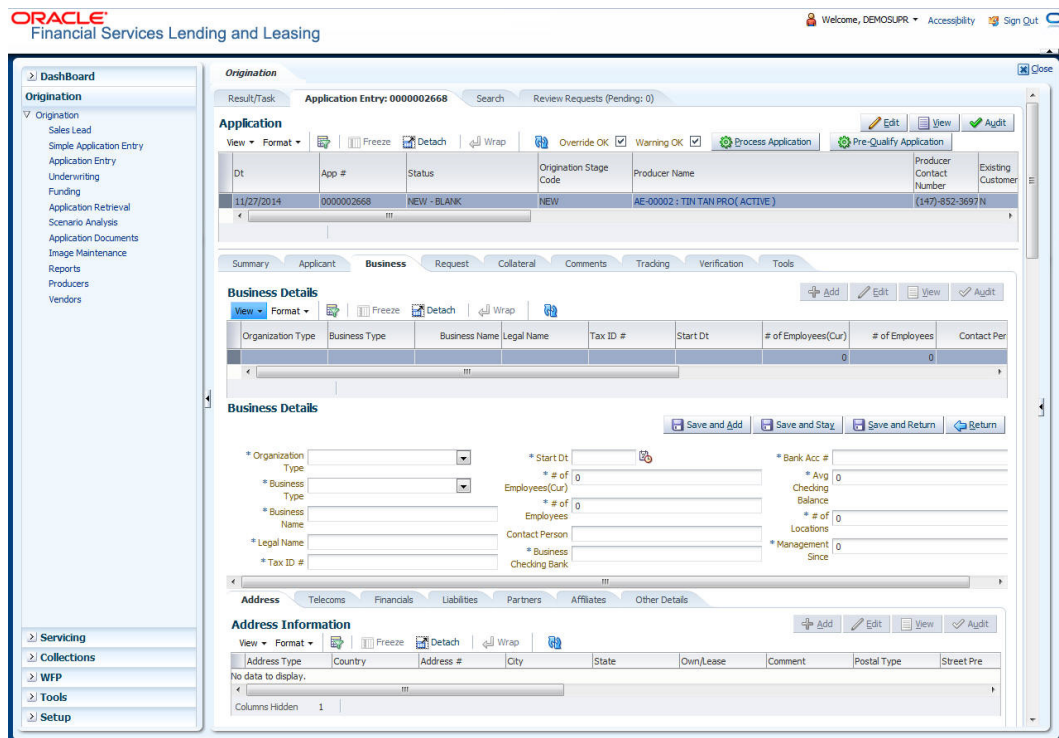 ORACLE
Financial Services Lending and Leasing
Welcome, DEMOSUPR Accessibility Sign Out
Close
DashBoard
Origination
Origination
Sales Lead
Simple Application Entry
Application Entry
Underwriting
Funding
Application Retrieval
Scenario Analysis
Application Documents
Image Maintenance
Reports
Producers
Vendors
Servicing
Collections
WFP
Tools
Setup
Origination
Result/Task Application Entry: 0000002668 Search Review Requests (Pending: 0)
Application Edit View Audit
View Format Freeze Detach Wrap Override OK Warning OK Process Application Pre-Qualify Application
Dt App # Status Origination Stage Code Producer Name Producer Contact Number Existing Customer
11/27/2014 0000002668 NEW - BLANK NEW AE-00002 : TIN TAN PRO( ACTIVE ) (147)-852-3697 N
Summary Applicant Business Request Collateral Comments Tracking Verification Tools
Business Details Add Edit View Audit
View Format Freeze Detach Wrap
Organization Type Business Type Business Name Legal Name Tax ID # Start Dt # of Employees(Cur) # of Employees Contact Per
0 0
Business Details
Save and Add Save and Stay Save and Return Return
* Organization Type
* Business Type
* Business Name
* Legal Name
* Tax ID #
* Start Dt
* # of Employees(Cur) 0
* # of Employees 0
Contact Person
* Business Checking Bank
* Bank Acc #
* Avg Checking Balance 0
* # of Locations 0
* Management Since 0
Address Telecoms Financials Liabilities Partners Affiliates Other Details
Address Information Add Edit View Audit
View Format Freeze Detach Wrap
Address Type Country Address # City State Own/Lease Comment Postal Type Street Pre
No data to display.
Columns Hidden 1